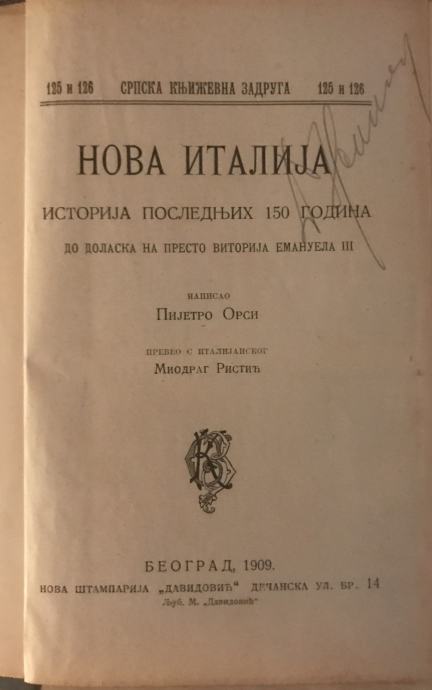 125 и 126 СРПСКА КЊИЖЕВНА ЗАДРУГА 125 и 126
НОВА ИТАЛИЈА
ИСТОРИЈА ПОСЛЕДЊИХ 150 ГОДИНА
ДО ДОЛАСКА НА ПРЕСТО ВИТОРИЈА ЕМАНУЕЛА III
НАПИСАО
Пијетро Орси
ПРЕВЕО С ИТАЛИЈАНСКОГ
Миодраг Ристић
БЕОГРАД, 1909.
НОВА ШТАМПАРИЈА „ДАВИДОВИЋ“ ДЕЧАНСКА УЛ. БР. 14
Љуб. М. „Давидовић“